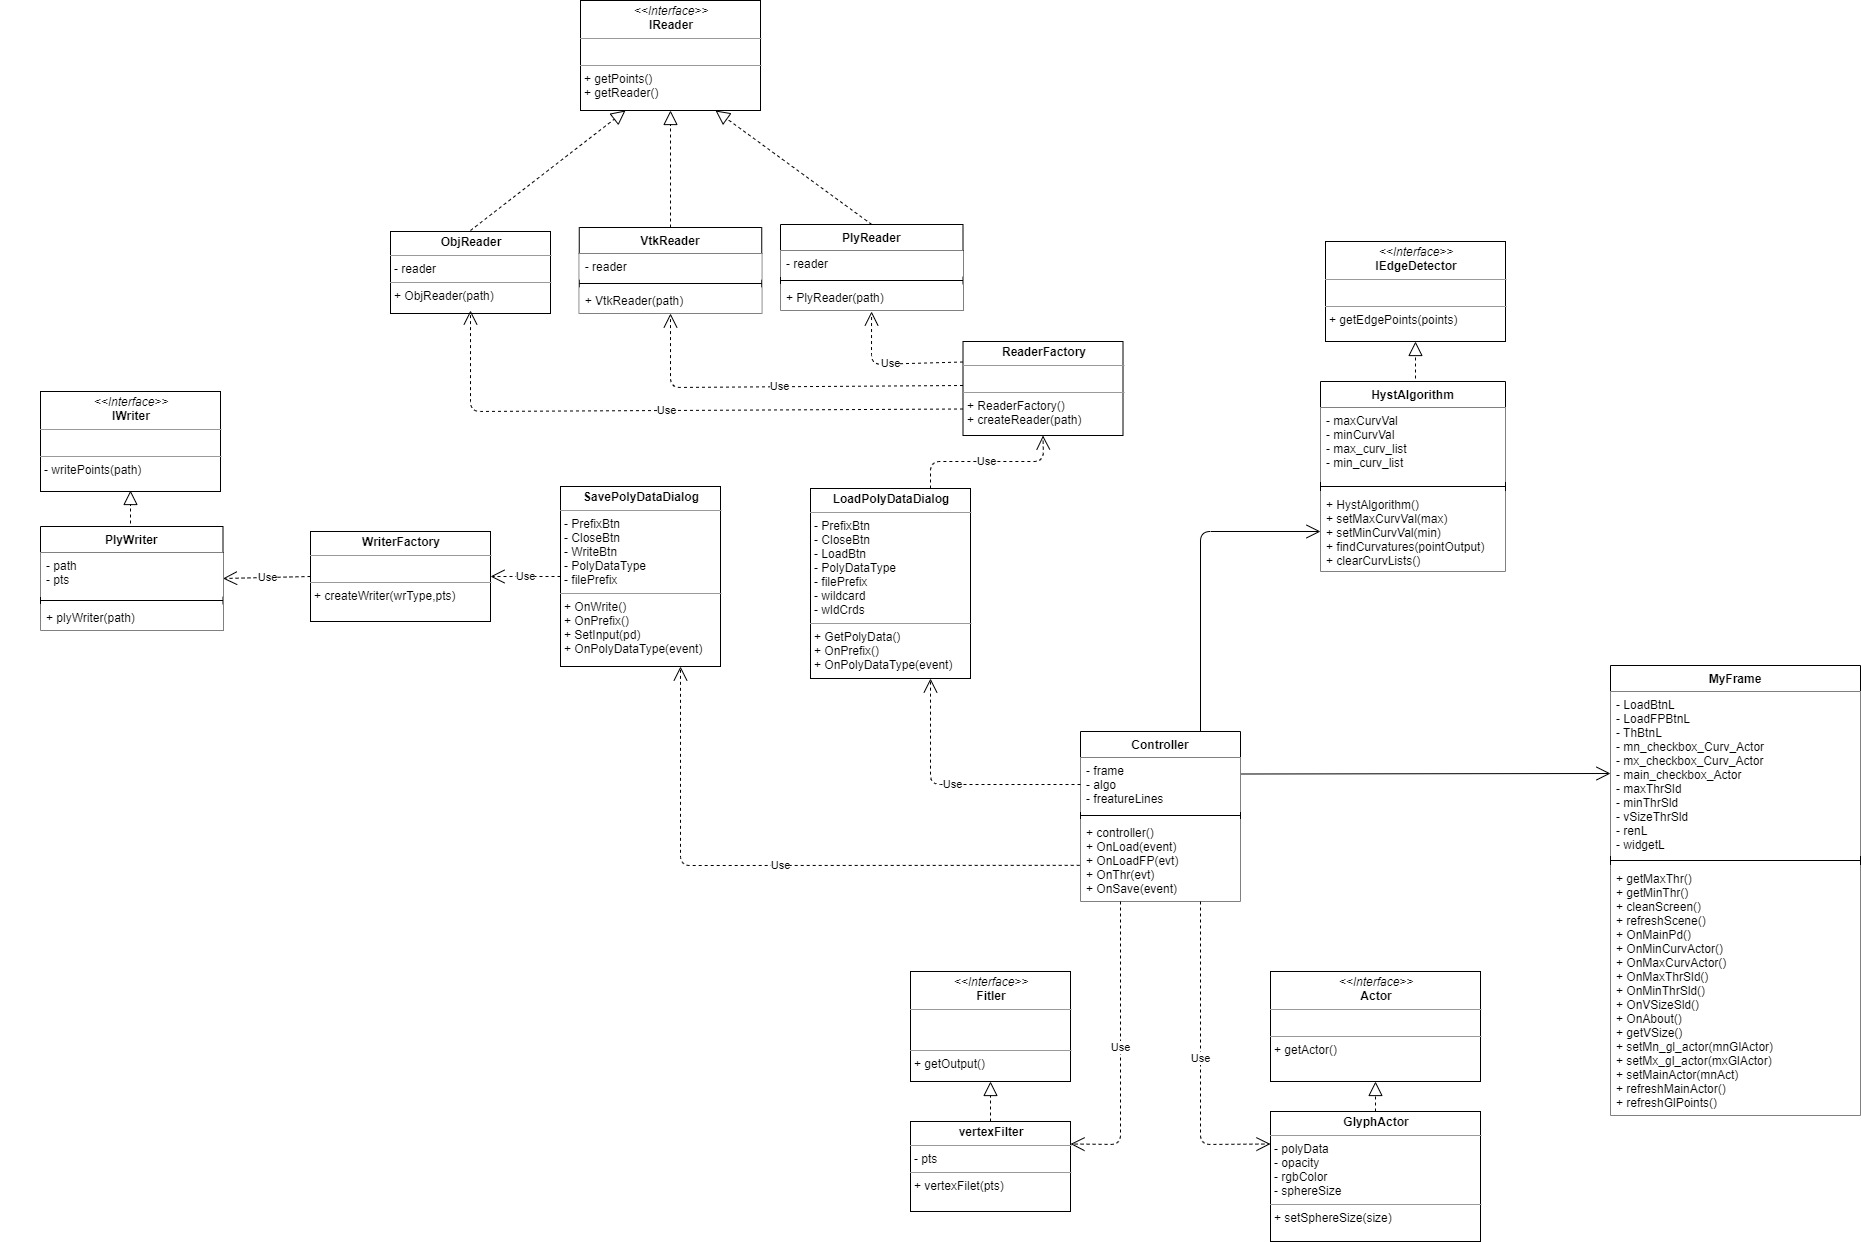 <<Interface>>
IReader
+ getPoints()
+ getReader()
ObjReader
- reader
+ ObjReader(path)
VtkReader
- reader
+ VtkReader(path)
PlyReader
- reader
+ PlyReader(path)
<<Interface>>
IEdgeDetector
+ getEdgePoints(points)
ReaderFactory
+ ReaderFactory()
+ createReader(path)
Use
Use
Use
<<Interface>>
IWriter
- writePoints(path)
HystAlgorithm
- maxCurvVal
- minCurvVal
- max_curv_list
- min_curv_list
+ HystAlgorithm()
+ setMaxCurvVal(max)
+ setMinCurvVal(min)
+ findCurvatures(pointOutput)
+ clearCurvLists()
Use
PlyWriter
- path
- pts
+ plyWriter(path)
Use
WriterFactory
+ createWriter(wrType,pts)
Use
SavePolyDataDialog
- PrefixBtn
- CloseBtn
- WriteBtn
- PolyDataType
- filePrefix
+ OnWrite()
+ OnPrefix()
+ SetInput(pd)
+ OnPolyDataType(event)
LoadPolyDataDialog
- PrefixBtn
- CloseBtn
- LoadBtn
- PolyDataType
- filePrefix
- wildcard
- wldCrds
+ GetPolyData()
+ OnPrefix()
+ OnPolyDataType(event)
MyFrame
- LoadBtnL
- LoadFPBtnL
- ThBtnL
- mn_checkbox_Curv_Actor
- mx_checkbox_Curv_Actor
- main_checkbox_Actor
- maxThrSld
- minThrSld
- vSizeThrSld
- renL
- widgetL
+ getMaxThr()
+ getMinThr()
+ cleanScreen()
+ refreshScene()
+ OnMainPd()
+ OnMinCurvActor()
+ OnMaxCurvActor()
+ OnMaxThrSld()
+ OnMinThrSld()
+ OnVSizeSld()
+ OnAbout()
+ getVSize()
+ setMn_gl_actor(mnGlActor)
+ setMx_gl_actor(mxGlActor)
+ setMainActor(mnAct)
+ refreshMainActor()
+ refreshGlPoints()
Controller
- frame
- algo
- freatureLines
+ controller()
+ OnLoad(event)
+ OnLoadFP(evt)
+ OnThr(evt)
+ OnSave(event)
Use
Use
<<Interface>>
Fitler
+ getOutput()
Use
Use
<<Interface>>
Actor
+ getActor()
vertexFilter
- pts
+ vertexFilet(pts)
GlyphActor
- polyData
- opacity
- rgbColor
- sphereSize
+ setSphereSize(size)